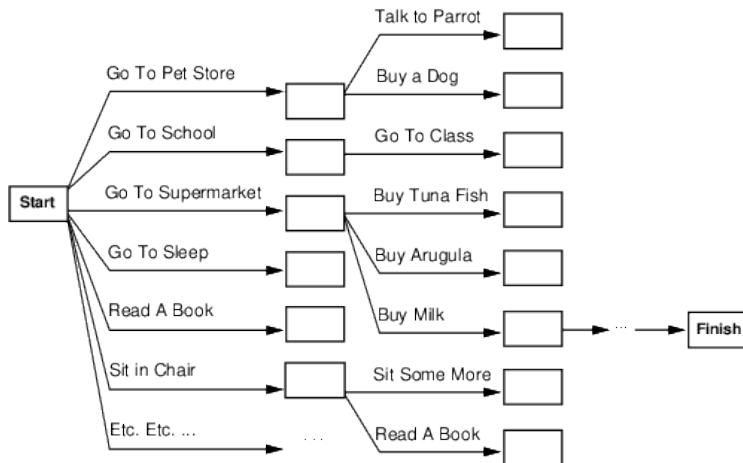 Talk to Parrot
Go To Pet Store
Buy a Dog
Go To School
Go To Class
Start
Go To Supermarket
Buy Tuna Fish
Go To Sleep
Buy Arugula
Read A Book
Buy Milk
...
Finish
Sit in Chair
Sit Some More
Etc. Etc. ...
...
Read A Book